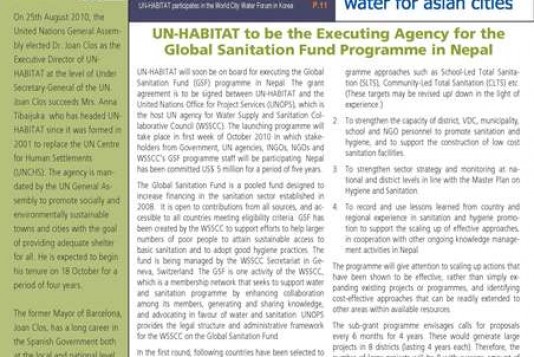 UN-HABITAT participates in the World City Water Forum in Korea P.11
water for asian cities
On 25th August 2010, the
United Nations General Assem-
bly elected Dr. Joan Clos as the
Executive Director of UN-
HABITAT at the level of Under
Secretary-General of the UN.
Joan Clos succeeds Mrs. Anna
Tibaijuka who has headed UN-
HABITAT since it was formed in
2001 to replace the UN Centre
for Human Settlements
(UNCHS). The agency is man-
dated by the UN General As-
sembly to promote socially and
environmentally sustainable
towns and cities with the goal
of providing adequate shelter
for all. He is expected to begin
his tenure on 18 October for a
period of four years.
The former Mayor of Barcelona,
Joan Clos, has a long career in
the Spanish Government both
at the local and national level
UN-HABITAT to be the Executing Agency for the
Global Sanitation Fund Programme in Nepal
UN-HABITAT will soon be on board for executing the Global
Sanitation Fund (GSF) programme in Nepal. The grant
agreement is to be signed between UN-HABITAT and the
United Nations Office for Project Services (UNOPS), which is
the host UN agency for Water Supply and Sanitation Col-
laborative Council (WSSCC). The launching programme will
take place in first week of October 2010 in which stake-
holders from Government, UN agencies, INGOs, NGOs and
WSSCC's GSF programme staff will be participating. Nepal
has been committed US$ 5 million for a period of five years.
The Global Sanitation Fund is a pooled fund designed to
increase financing in the sanitation sector established in
2008. It is open to contributions from all sources, and ac-
cessible to all countries meeting eligibility criteria. GSF has
been created by the WSSCC to support efforts to help larger
numbers of poor people to attain sustainable access to
basic sanitation and to adopt good hygiene practices. The
fund is being managed by the WSSCC Secretariat in Ge-
neva, Switzerland. The GSF is one activity of the WSSCC,
which is a membership network that seeks to support water
and sanitation programme by enhancing collaboration
among its members, generating and sharing knowledge,
and advocating in favour of water and sanitation. UNOPS
provides the legal structure and administrative framework
for the WSSCC on the Global Sanitation Fund.
In the first round, following countries have been selected to
gramme approaches such as School-Led Total Sanita-
tion (SLTS), Community-Led Total Sanitation (CLTS) etc.
(These targets may be revised up/ down in the light of
experience.)
2. To strengthen the capacity of district, VDC, municipality,
school and NGO personnel to promote sanitation and
hygiene, and to support the construction of low cost
sanitation facilities.
3 To strengthen sector strategy and monitoring at na-
tional and district levels in line with the Master Plan on
Hygiene and Sanitation.
4. To record and use lessons learned from country and
regional experience in sanitation and hygiene promo-
tion to support the scaling up of effective approaches,
in cooperation with other ongoing knowledge manage-
ment activities in Nepal.
The programme will give attention to scaling up actions that
have been shown to be effective, rather than simply ex-
panding existing projects or programmes, and identifying
cost-effective approaches that can be readily extended to
other areas within available resources.
The sub-grant programme envisages calls for proposals
every 6 months for 4 years. These would generate large
projects in 8 districts (lasting 4 years each). Therefore, the